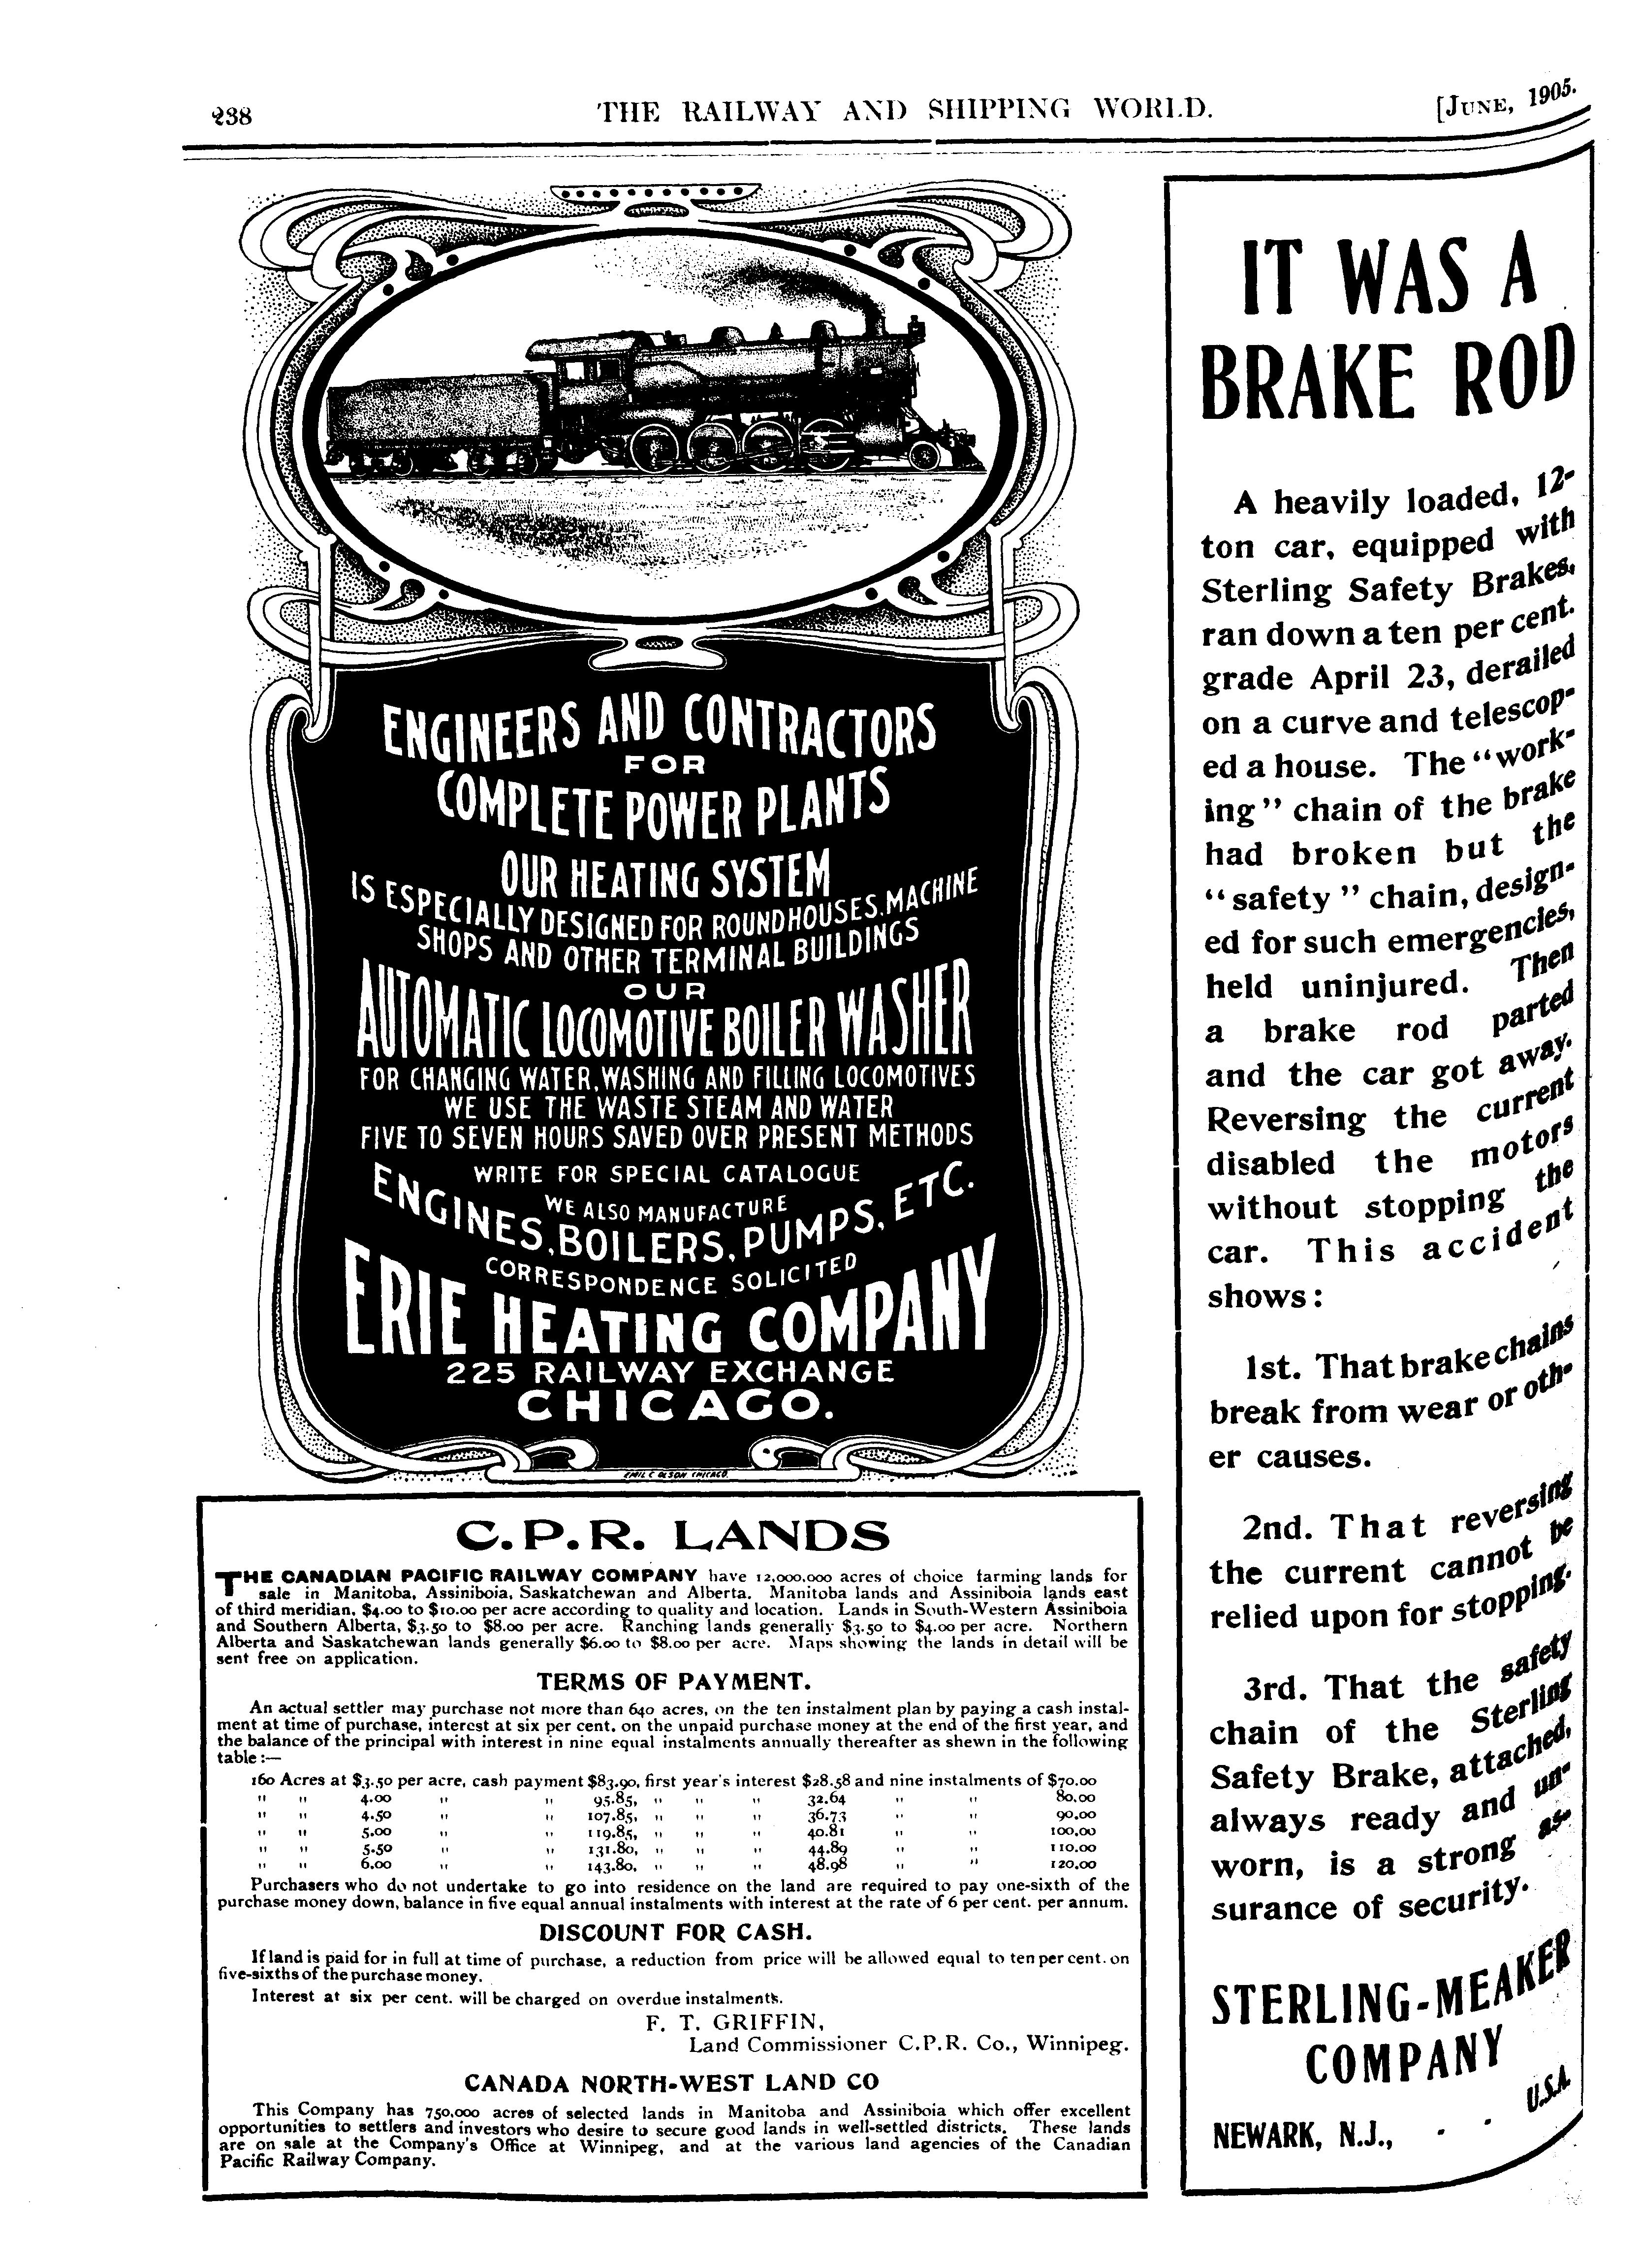 238
THE RAILWAY AND SHIPPING WORLD.
[JUNE, 1905.
ENGINEERS AND CONTRACTORS
FOR
COMPLETE POWER PLANTS
OUR HEATING SYSTEM
IS ESPECIALLY DESIGNED FOR ROUNDHOUSES. MACHINE
SHOPS AND OTHER TERMINAL BUILDINGS
OUR
AUTOMATIC LOCOMOTIVE BOILER WASHER
FOR CHANGING WATER, WASHING AND FILLING LOCOMOTIVES
WE USE THE WASTE STEAM AND WATER
FIVE TO SEVEN HOURS SAVED OVER PRESENT METHODS
WRITE FOR SPECIAL CATALOGUE
WE ALSO MANUFACTURE
ENGINES, BOILERS, PUMPS, ETC.
CORRESPONDENCE SOLICITED
ERIE HEATING COMPANY
225 RAILWAY EXCHANGE
CHICAGO.
EMIL C OLSON CHICAGO.
C.P.R. LANDS
THE CANADIAN PACIFIC RAILWAY COMPANY have 12,000,000 acres of choice farming lands for
sale in Manitoba, Assiniboia, Saskatchewan and Alberta. Manitoba lands and Assiniboia lands east
of third meridian, $4.00 to $10.00 per acre according to quality and location. Lands in South-Western Assiniboia
and Southern Alberta, $3.50 to $8.00 per acre. Ranching lands generally $3.50 to $4.00 per acre. Northern
Alberta and Saskatchewan lands generally $6.00 to $8.00 per acre. Maps showing the lands in detail will be
sent free on application.
TERMS OF PAYMENT.
An actual settler may purchase not more than 640 acres, on the ten instalment plan by paying a cash instal-
ment at time of purchase, interest at six per cent. on the unpaid purchase money at the end of the first year, and
the balance of the principal with interest in nine equal instalments annually thereafter as shewn in the following
table :—
160 Acres at $3.50 per acre, cash payment $83.90, first year's interest $28.58 and nine instalments of $70.00
" " 4.00 " " 95.85, " " " 32.64 " " 80.00
" " 4.50 " " 107.85, " " " 36.73 " " 90.00
" " 5.00 " " 119.85, " " " 40.81 " " 100.00
" " 5.50 " " 131.80, " " " 44.89 " " 110.00
" " 6.00 " " 143.80, " " " 48.98 " " 120.00
Purchasers who do not undertake to go into residence on the land are required to pay one-sixth of the
purchase money down, balance in five equal annual instalments with interest at the rate of 6 per cent. per annum.
DISCOUNT FOR CASH.
If land is paid for in full at time of purchase, a reduction from price will be allowed equal to ten per cent. on
five-sixths of the purchase money.
Interest at six per cent. will be charged on overdue instalments.
F. T. GRIFFIN,
Land Commissioner C.P.R. Co., Winnipeg.
CANADA NORTH-WEST LAND CO
This Company has 750,000 acres of selected lands in Manitoba and Assiniboia which offer excellent
opportunities to settlers and investors who desire to secure good lands in well-settled districts. These lands
are on sale at the Company's Office at Winnipeg, and at the various land agencies of the Canadian
Pacific Railway Company.
IT WAS A
BRAKE ROD
A heavily loaded, 12-
ton car, equipped with
Sterling Safety Brakes,
ran down a ten per cent.
grade April 23, derailed
on a curve and telescop-
ed a house. The "work-
ing" chain of the brake
had broken but the
"safety" chain, design-
ed for such emergencies,
held uninjured. Then
a brake rod parted
and the car got away.
Reversing the current
disabled the motors
without stopping the
car. This accident
shows:
1st. That brake chains
break from wear or oth-
er causes.
2nd. That reversing
the current cannot be
relied upon for stopping.
3rd. That the safety
chain of the Sterling
Safety Brake, attached,
always ready and un-
worn, is a strong as-
surance of security.
STERLING-MEAKER
COMPANY
NEWARK, N.J., - - U.S.A.